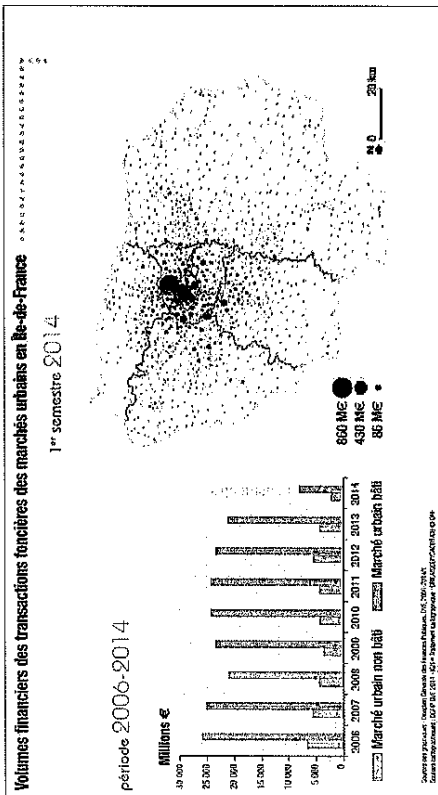 Volumes financiers des transactions foncières des marchés urbains en Île-de-France
1er semestre 2014
période 2006-2014
Millions €
30 000
25 000
20 000
15 000
10 000
5 000
0
2006 2007 2008 2009 2010 2011 2012 2013 2014
Marché urbain non bâti
Marché urbain bâti
860 M€
430 M€
86 M€
N
0 20 km